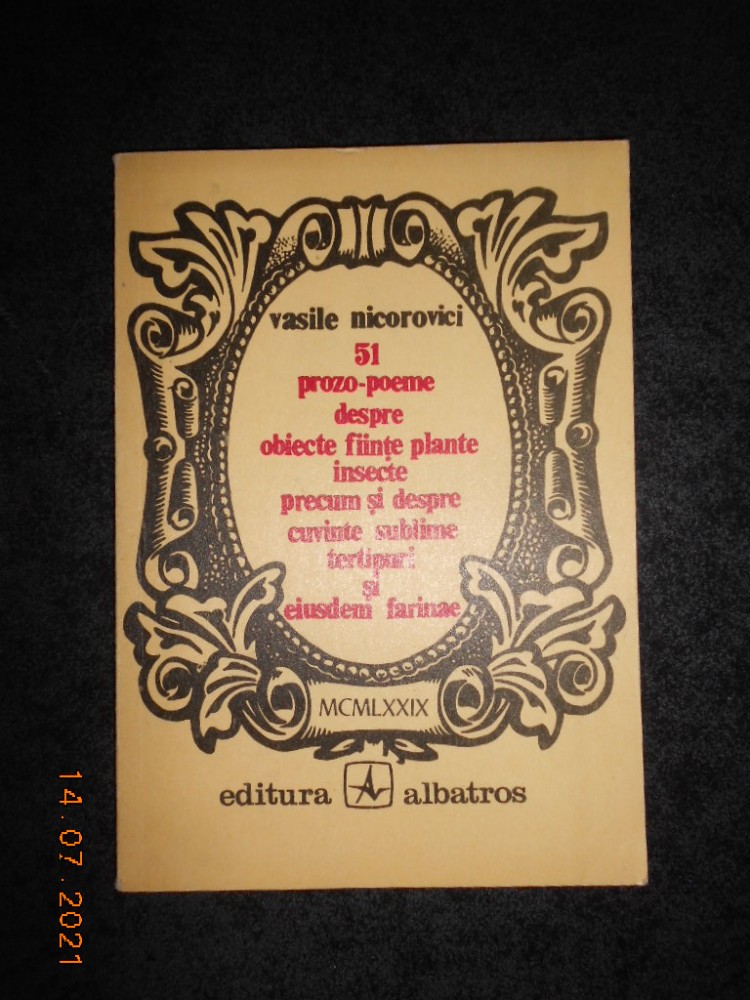 vasile nicorovici
51
prozo-poeme
despre
obiecte ființe plante
insecte
precum și despre
cuvinte sublime
tertipuri
și
eiusdem farinae
MCMLXXIX
editura albatros
14.07.2021